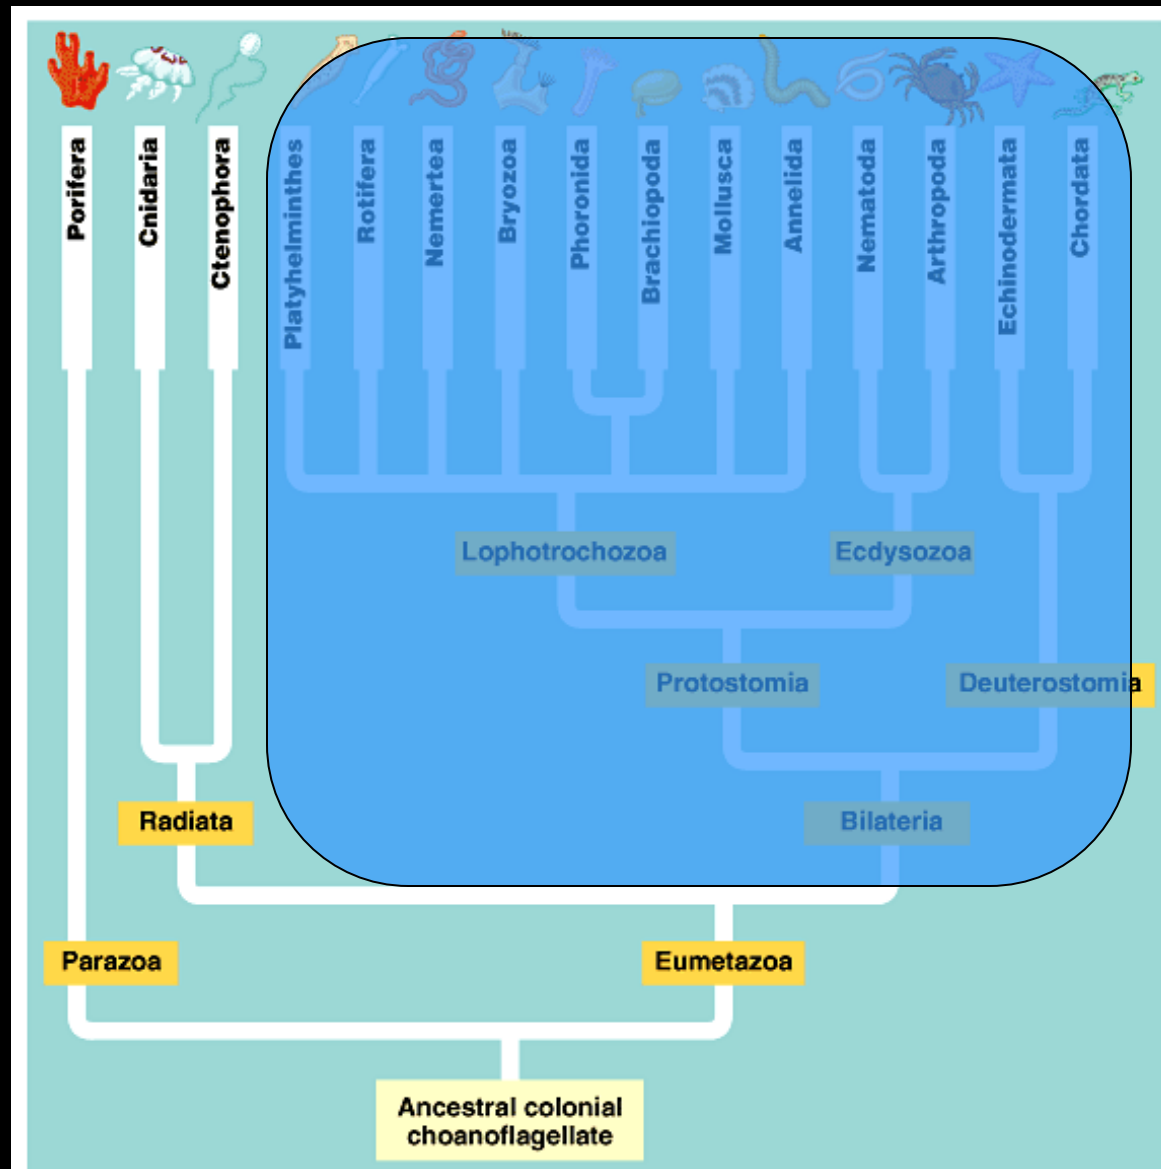 Porifera
Cnidaria
Ctenophora
Platyhelminthes
Rotifera
Nemertea
Bryozoa
Phoronida
Brachiopoda
Mollusca
Annelida
Nematoda
Arthropoda
Echinodermata
Chordata
Lophotrochozoa
Ecdysozoa
Protostomia
Deuterostomia
Radiata
Bilateria
Parazoa
Eumetazoa
Ancestral colonial
choanoflagellate